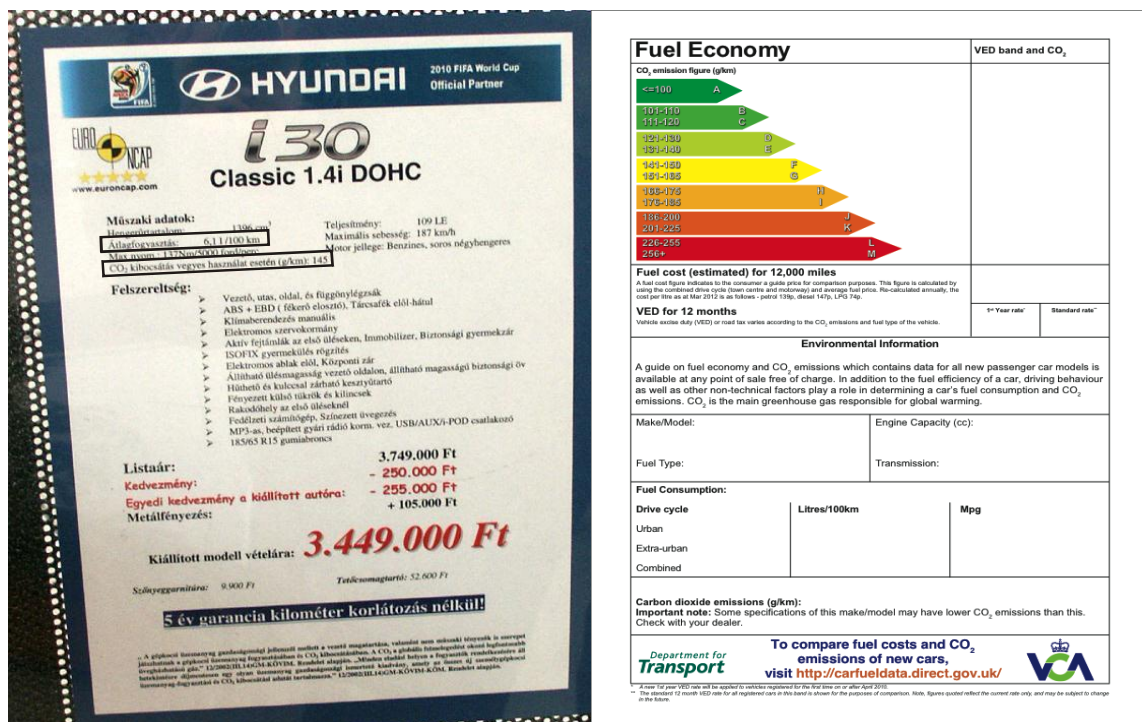 FIFA
HYUNDAI
2010 FIFA World Cup
Official Partner
EURO NCAP
www.euroncap.com
i30
Classic 1.4i DOHC
Műszaki adatok:
Hengerűrtartalom: 1396 cm³
Átlagfogyasztás: 6,1 l/100 km
Max nyom.: 137Nm/5000 ford/perc
CO₂ kibocsátás vegyes használat esetén (g/km): 145
Teljesítmény: 109 LE
Maximális sebesség: 187 km/h
Motor jellege: Benzines, soros négyhengeres
Felszereltség:
Vezető, utas, oldal, és függönylégzsák
ABS + EBD ( fékerő elosztó), Tárcsafék elöl-hátul
Klímaberendezés manuális
Elektromos szervokormány
Aktív fejtámlák az első üléseken, Immobilizer, Biztonsági gyermekzár
ISOFIX gyermekülés rögzítés
Elektromos ablak elöl, Központi zár
Állítható ülésmagasság vezető oldalon, állítható magasságú biztonsági öv
Hűthető és kulccsal zárható kesztyűtartó
Fényezett külső tükrök és kilincsek
Rakodóhely az első üléseknél
Fedélzeti számítógép, Színezett üvegezés
MP3-as, beépített gyári rádió korm. vez. USB/AUX/i-POD csatlakozó
185/65 R15 gumiabroncs
Listaár: 3.749.000 Ft
Kedvezmény: - 250.000 Ft
Egyedi kedvezmény a kiállított autóra: - 255.000 Ft
Metálfényezés: + 105.000 Ft
Kiállított modell vételára: 3.449.000 Ft
Szőnyeggarnitúra: 9.900 Ft
Tetőcsomagtartó: 52.600 Ft
5 év garancia kilométer korlátozás nélkül!
Fuel Economy
VED band and CO₂
CO₂ emission figure (g/km)
<=100 A
101-110 B
111-120 C
121-130 D
131-140 E
141-150 F
151-165 G
166-175 H
176-185 I
186-200 J
201-225 K
226-255 L
256+ M
Fuel cost (estimated) for 12,000 miles
A fuel cost figure indicates to the consumer a guide price for comparison purposes. This figure is calculated by
using the combined drive cycle (town centre and motorway) and average fuel price. Re-calculated annually, the
cost per litre as at Mar 2012 is as follows - petrol 139p, diesel 147p, LPG 74p.
VED for 12 months
Vehicle excise duty (VED) or road tax varies according to the CO₂ emissions and fuel type of the vehicle.
1ˢᵗ Year rate*
Standard rate**
Environmental Information
A guide on fuel economy and CO₂ emissions which contains data for all new passenger car models is
available at any point of sale free of charge. In addition to the fuel efficiency of a car, driving behaviour
as well as other non-technical factors play a role in determining a car's fuel consumption and CO₂
emissions. CO₂ is the main greenhouse gas responsible for global warming.
Make/Model:
Engine Capacity (cc):
Fuel Type:
Transmission:
Fuel Consumption:
Drive cycle
Litres/100km
Mpg
Urban
Extra-urban
Combined
Carbon dioxide emissions (g/km):
Important note: Some specifications of this make/model may have lower CO₂ emissions than this.
Check with your dealer.
Department for
Transport
To compare fuel costs and CO₂
emissions of new cars,
visit http://carfueldata.direct.gov.uk/
VCA
* A new 1st year VED rate will be applied to vehicles registered for the first time on or after April 2010.
** The standard 12 month VED rate for all registered cars in this band is shown for the purposes of comparison. Note, figures quoted reflect the current rate only, and may be subject to change
in the future.